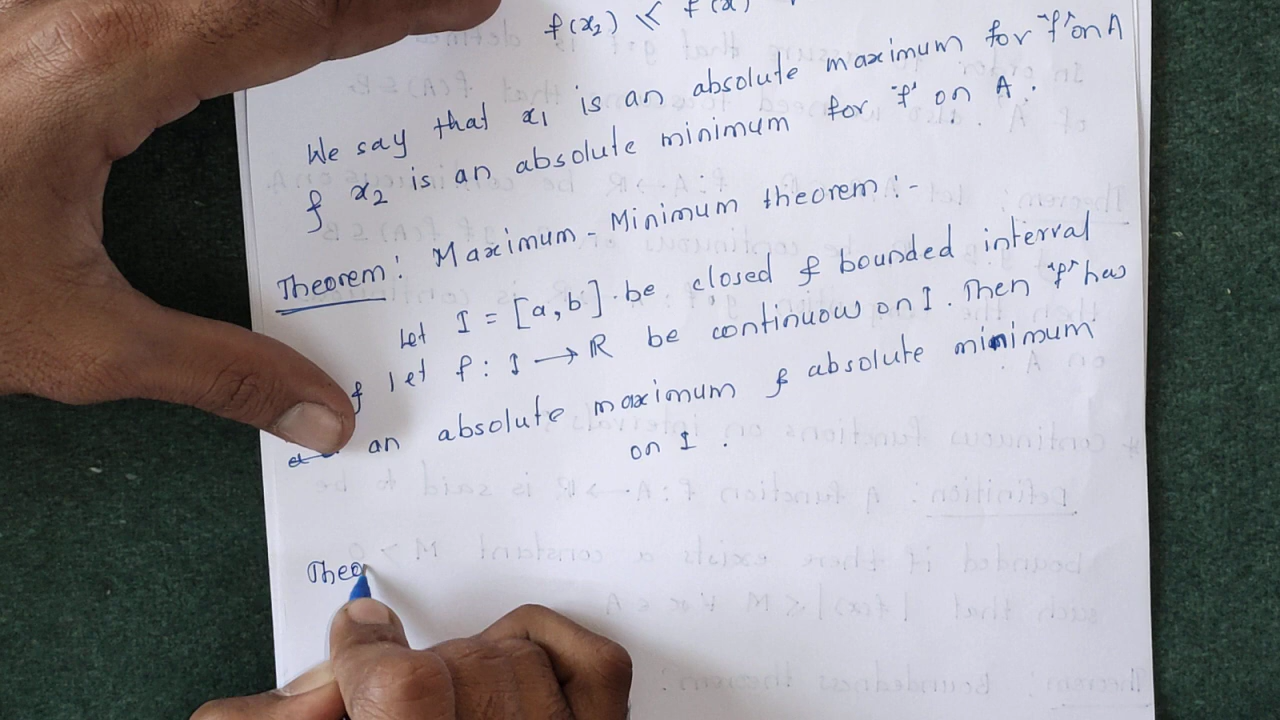 f(x₂) ≤ f(x)
We say that x₁ is an absolute maximum for "f" on A
& x₂ is an absolute minimum for "f" on A.
Theorem: Maximum - Minimum theorem :-
Let I = [a, b] be closed & bounded interval
& let f : I → ℝ be continuous on I. Then "f" has
an absolute maximum & absolute minimum
on I .
Theo